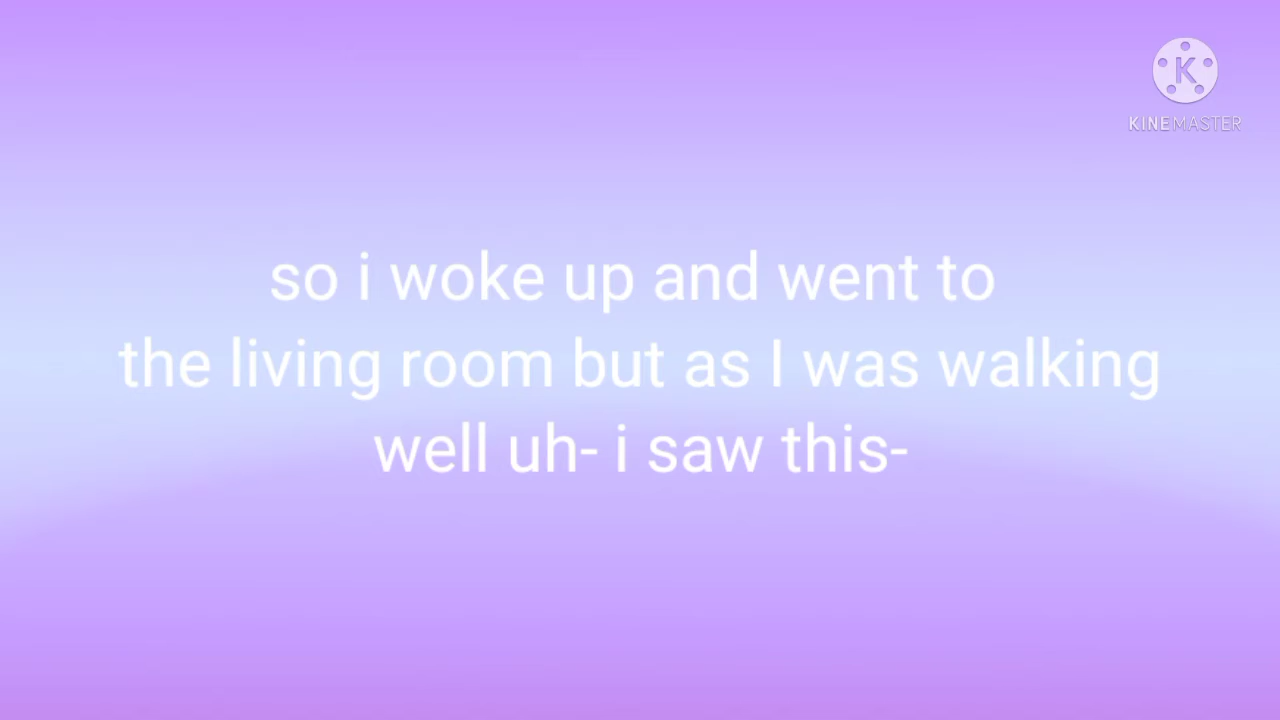 KINEMASTER
so i woke up and went to
the living room but as I was walking
well uh- i saw this-